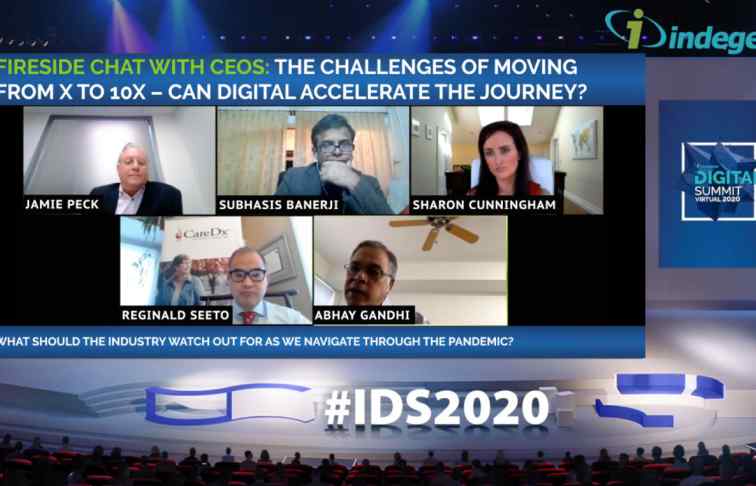 indege
FIRESIDE CHAT WITH CEOS: THE CHALLENGES OF MOVING
FROM X TO 10X – CAN DIGITAL ACCELERATE THE JOURNEY?
JAMIE PECK
SUBHASIS BANERJI
SHARON CUNNINGHAM
CareDx
REGINALD SEETO
ABHAY GANDHI
DIGITAL
SUMMIT
VIRTUAL 2020
WHAT SHOULD THE INDUSTRY WATCH OUT FOR AS WE NAVIGATE THROUGH THE PANDEMIC?
#IDS2020